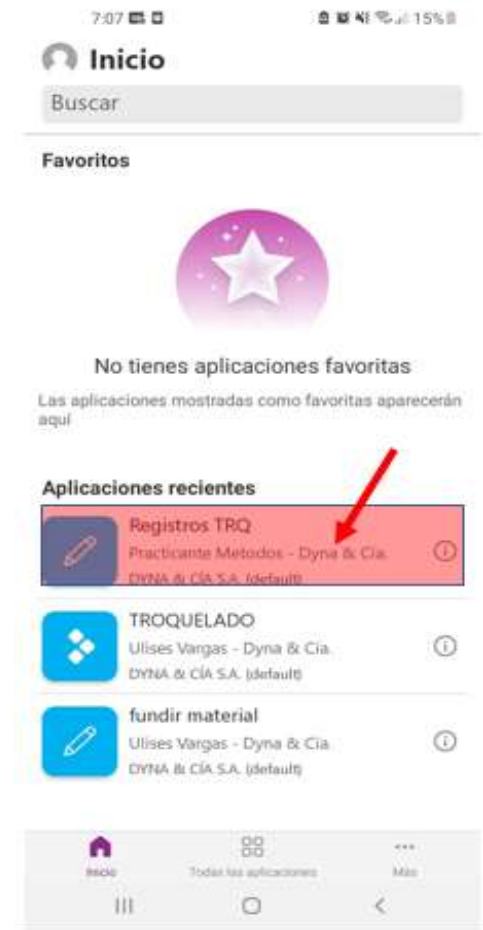 7:07
15%
Inicio
Buscar
Favoritos
No tienes aplicaciones favoritas
Las aplicaciones mostradas como favoritas aparecerán
aquí
Aplicaciones recientes
Registros TRQ
Practicante Metodos - Dyna & Cia.
DYNA & CÍA S.A. (default)
TROQUELADO
Ulises Vargas - Dyna & Cia.
DYNA & CÍA S.A. (default)
fundir material
Ulises Vargas - Dyna & Cia.
DYNA & CÍA S.A. (default)
Inicio
Todas las aplicaciones
Más